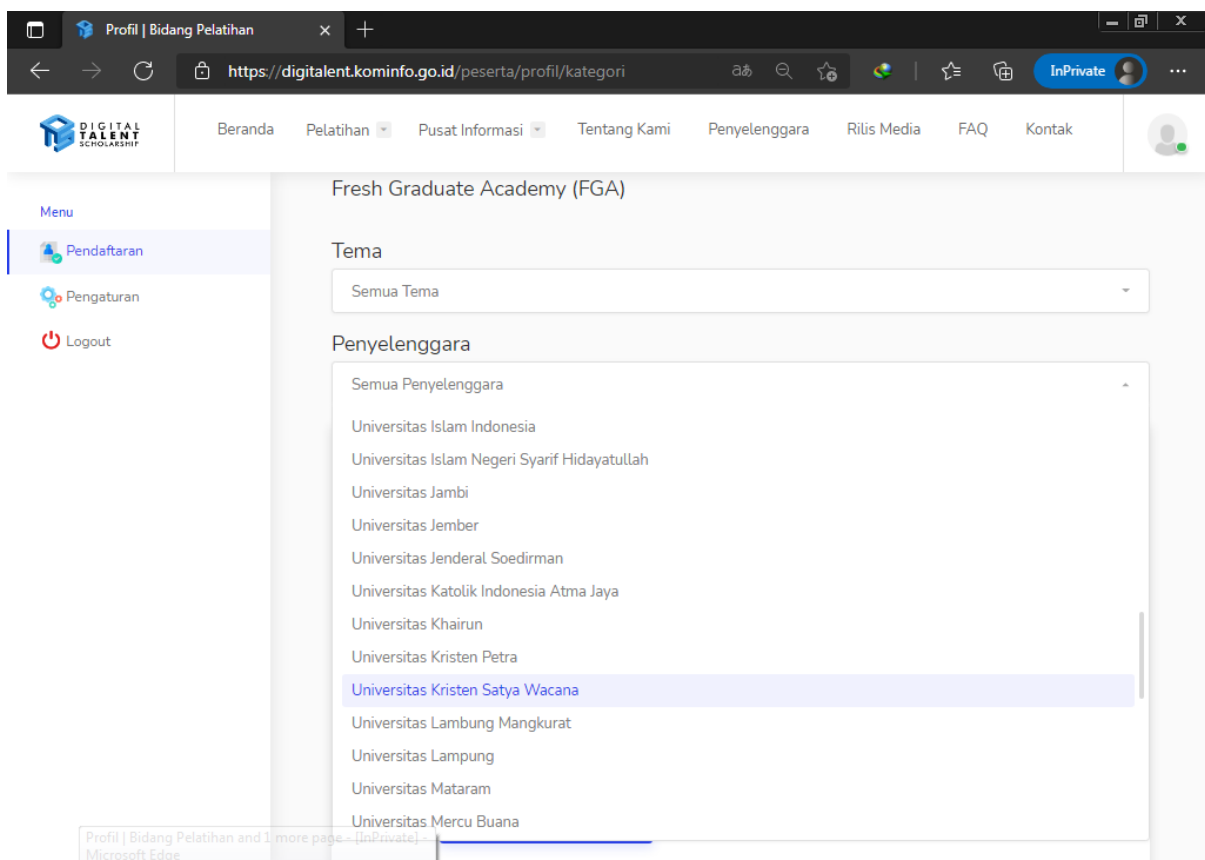 Profil | Bidang Pelatihan
https://digitalent.kominfo.go.id/peserta/profil/kategori
InPrivate
DIGITAL
TALENT
SCHOLARSHIP
Beranda Pelatihan Pusat Informasi Tentang Kami Penyelenggara Rilis Media FAQ Kontak
Menu
Pendaftaran
Pengaturan
Logout
Fresh Graduate Academy (FGA)
Tema
Semua Tema
Penyelenggara
Semua Penyelenggara
Universitas Islam Indonesia
Universitas Islam Negeri Syarif Hidayatullah
Universitas Jambi
Universitas Jember
Universitas Jenderal Soedirman
Universitas Katolik Indonesia Atma Jaya
Universitas Khairun
Universitas Kristen Petra
Universitas Kristen Satya Wacana
Universitas Lambung Mangkurat
Universitas Lampung
Universitas Mataram
Universitas Mercu Buana
Profil | Bidang Pelatihan and 1 more page - [InPrivate] -
Microsoft Edge